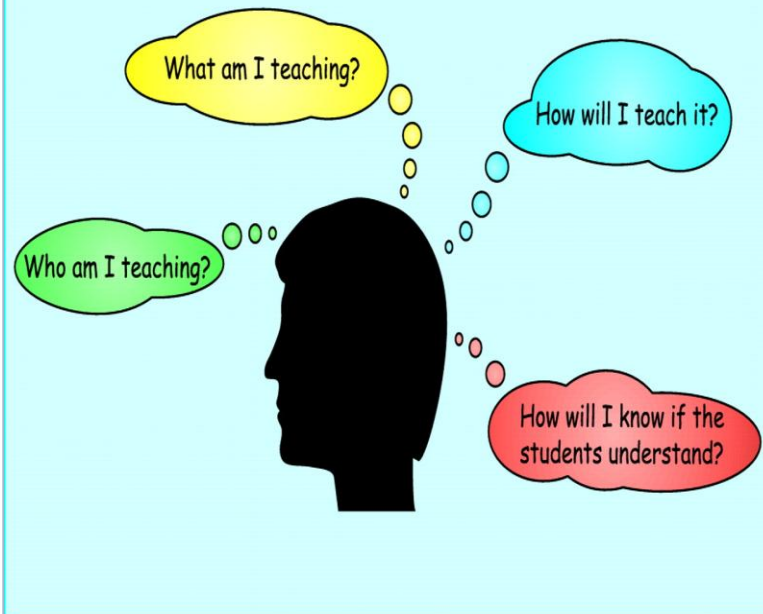 What am I teaching?
How will I teach it?
Who am I teaching?
How will I know if the
students understand?